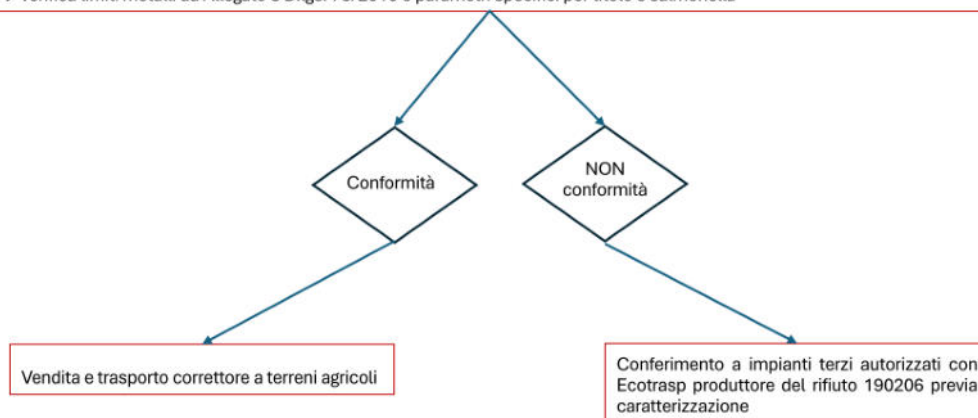 Conformità
NON
conformità
Vendita e trasporto correttore a terreni agricoli
Conferimento a impianti terzi autorizzati con
Ecotrasp produttore del rifiuto 190206 previa
caratterizzazione